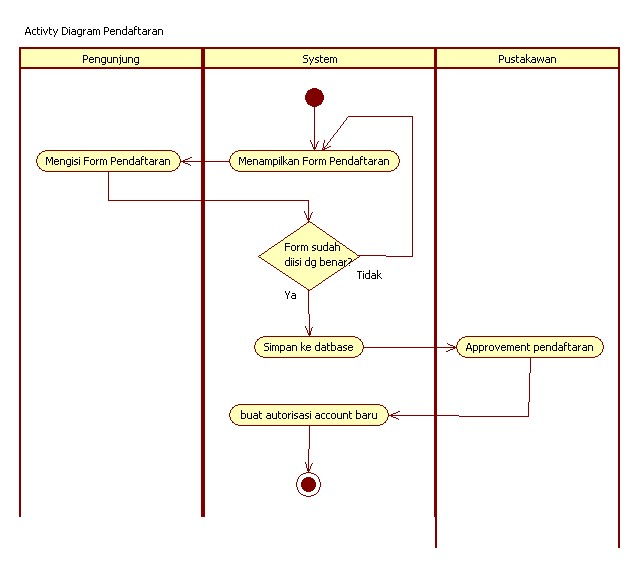 Activty Diagram Pendaftaran
Pengunjung
System
Pustakawan
Mengisi Form Pendaftaran
Menampilkan Form Pendaftaran
Form sudah
diisi dg benar?
Tidak
Ya
Simpan ke datbase
Approvement pendaftaran
buat autorisasi account baru